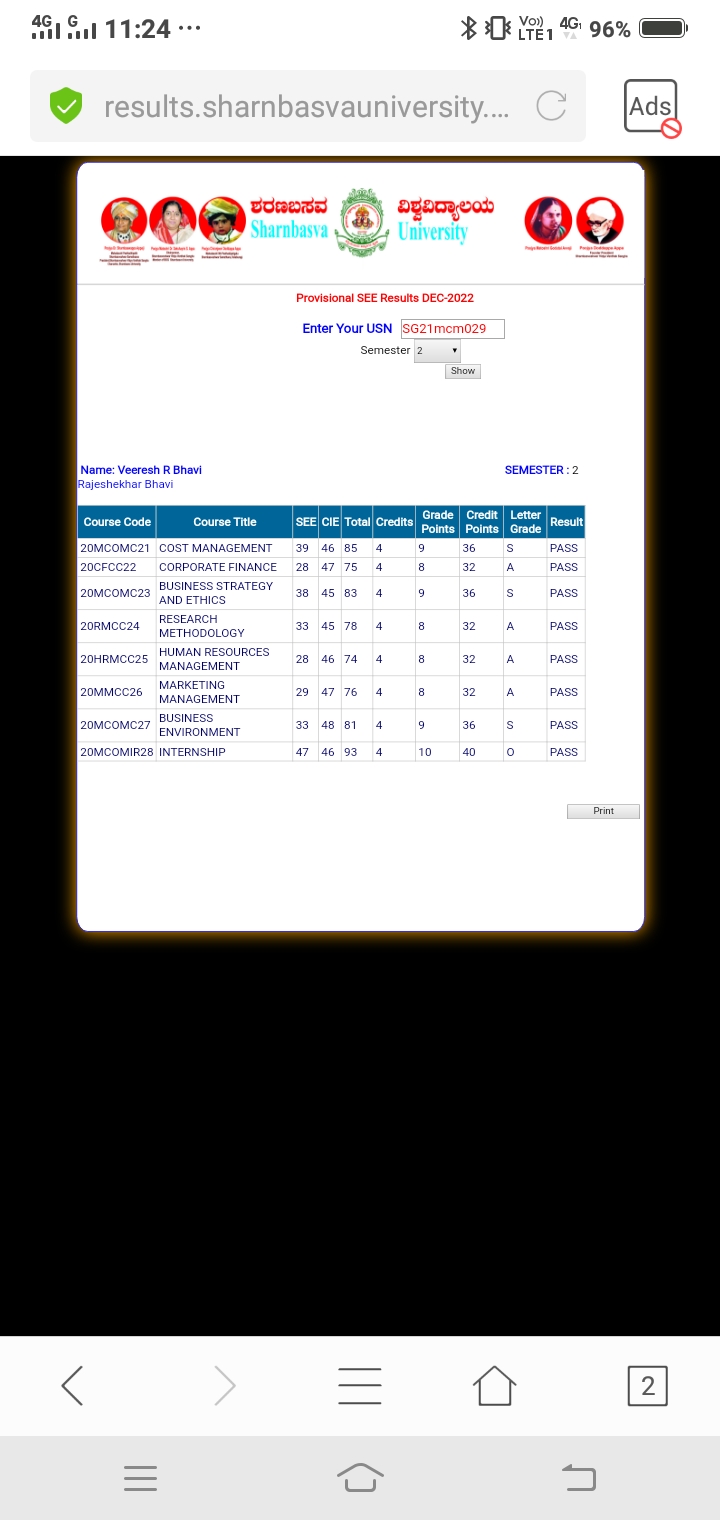 4G G 11:24 ··· Vo)) LTE1 4G 96%
results.sharnbasvauniversity....
Ads
ಶರಣಬಸವ ವಿಶ್ವವಿದ್ಯಾಲಯ
Sharnbasva University
Provisional SEE Results DEC-2022
Enter Your USN SG21mcm029
Semester 2
Show
Name: Veeresh R Bhavi SEMESTER : 2
Rajeshekhar Bhavi
Course Code Course Title SEE CIE Total Credits Grade Points Credit Points Letter Grade Result
20MCOMC21 COST MANAGEMENT 39 46 85 4 9 36 S PASS
20CFCC22 CORPORATE FINANCE 28 47 75 4 8 32 A PASS
20MCOMC23 BUSINESS STRATEGY AND ETHICS 38 45 83 4 9 36 S PASS
20RMCC24 RESEARCH METHODOLOGY 33 45 78 4 8 32 A PASS
20HRMCC25 HUMAN RESOURCES MANAGEMENT 28 46 74 4 8 32 A PASS
20MMCC26 MARKETING MANAGEMENT 29 47 76 4 8 32 A PASS
20MCOMC27 BUSINESS ENVIRONMENT 33 48 81 4 9 36 S PASS
20MCOMIR28 INTERNSHIP 47 46 93 4 10 40 O PASS
Print
2